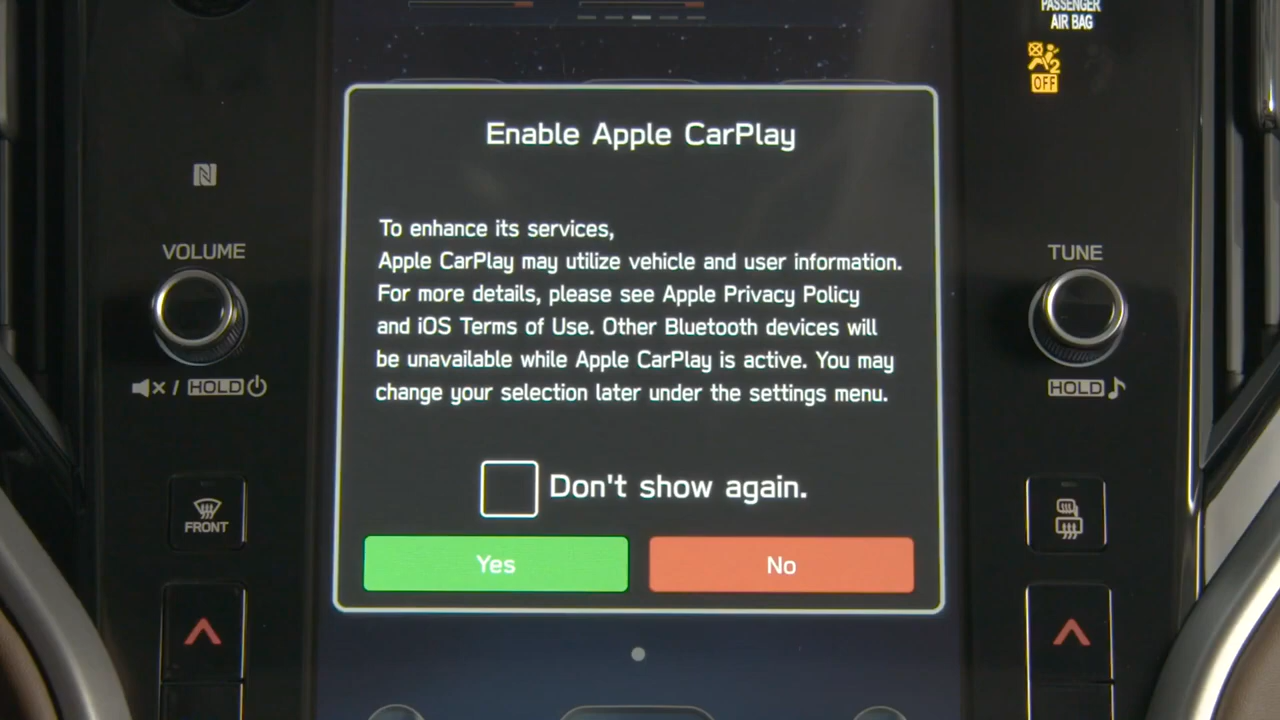 PASSENGER
AIR BAG
2
OFF
Enable Apple CarPlay
To enhance its services,
Apple CarPlay may utilize vehicle and user information.
For more details, please see Apple Privacy Policy
and iOS Terms of Use. Other Bluetooth devices will
be unavailable while Apple CarPlay is active. You may
change your selection later under the settings menu.
Don't show again.
Yes
No
VOLUME
/ HOLD
FRONT
TUNE
HOLD